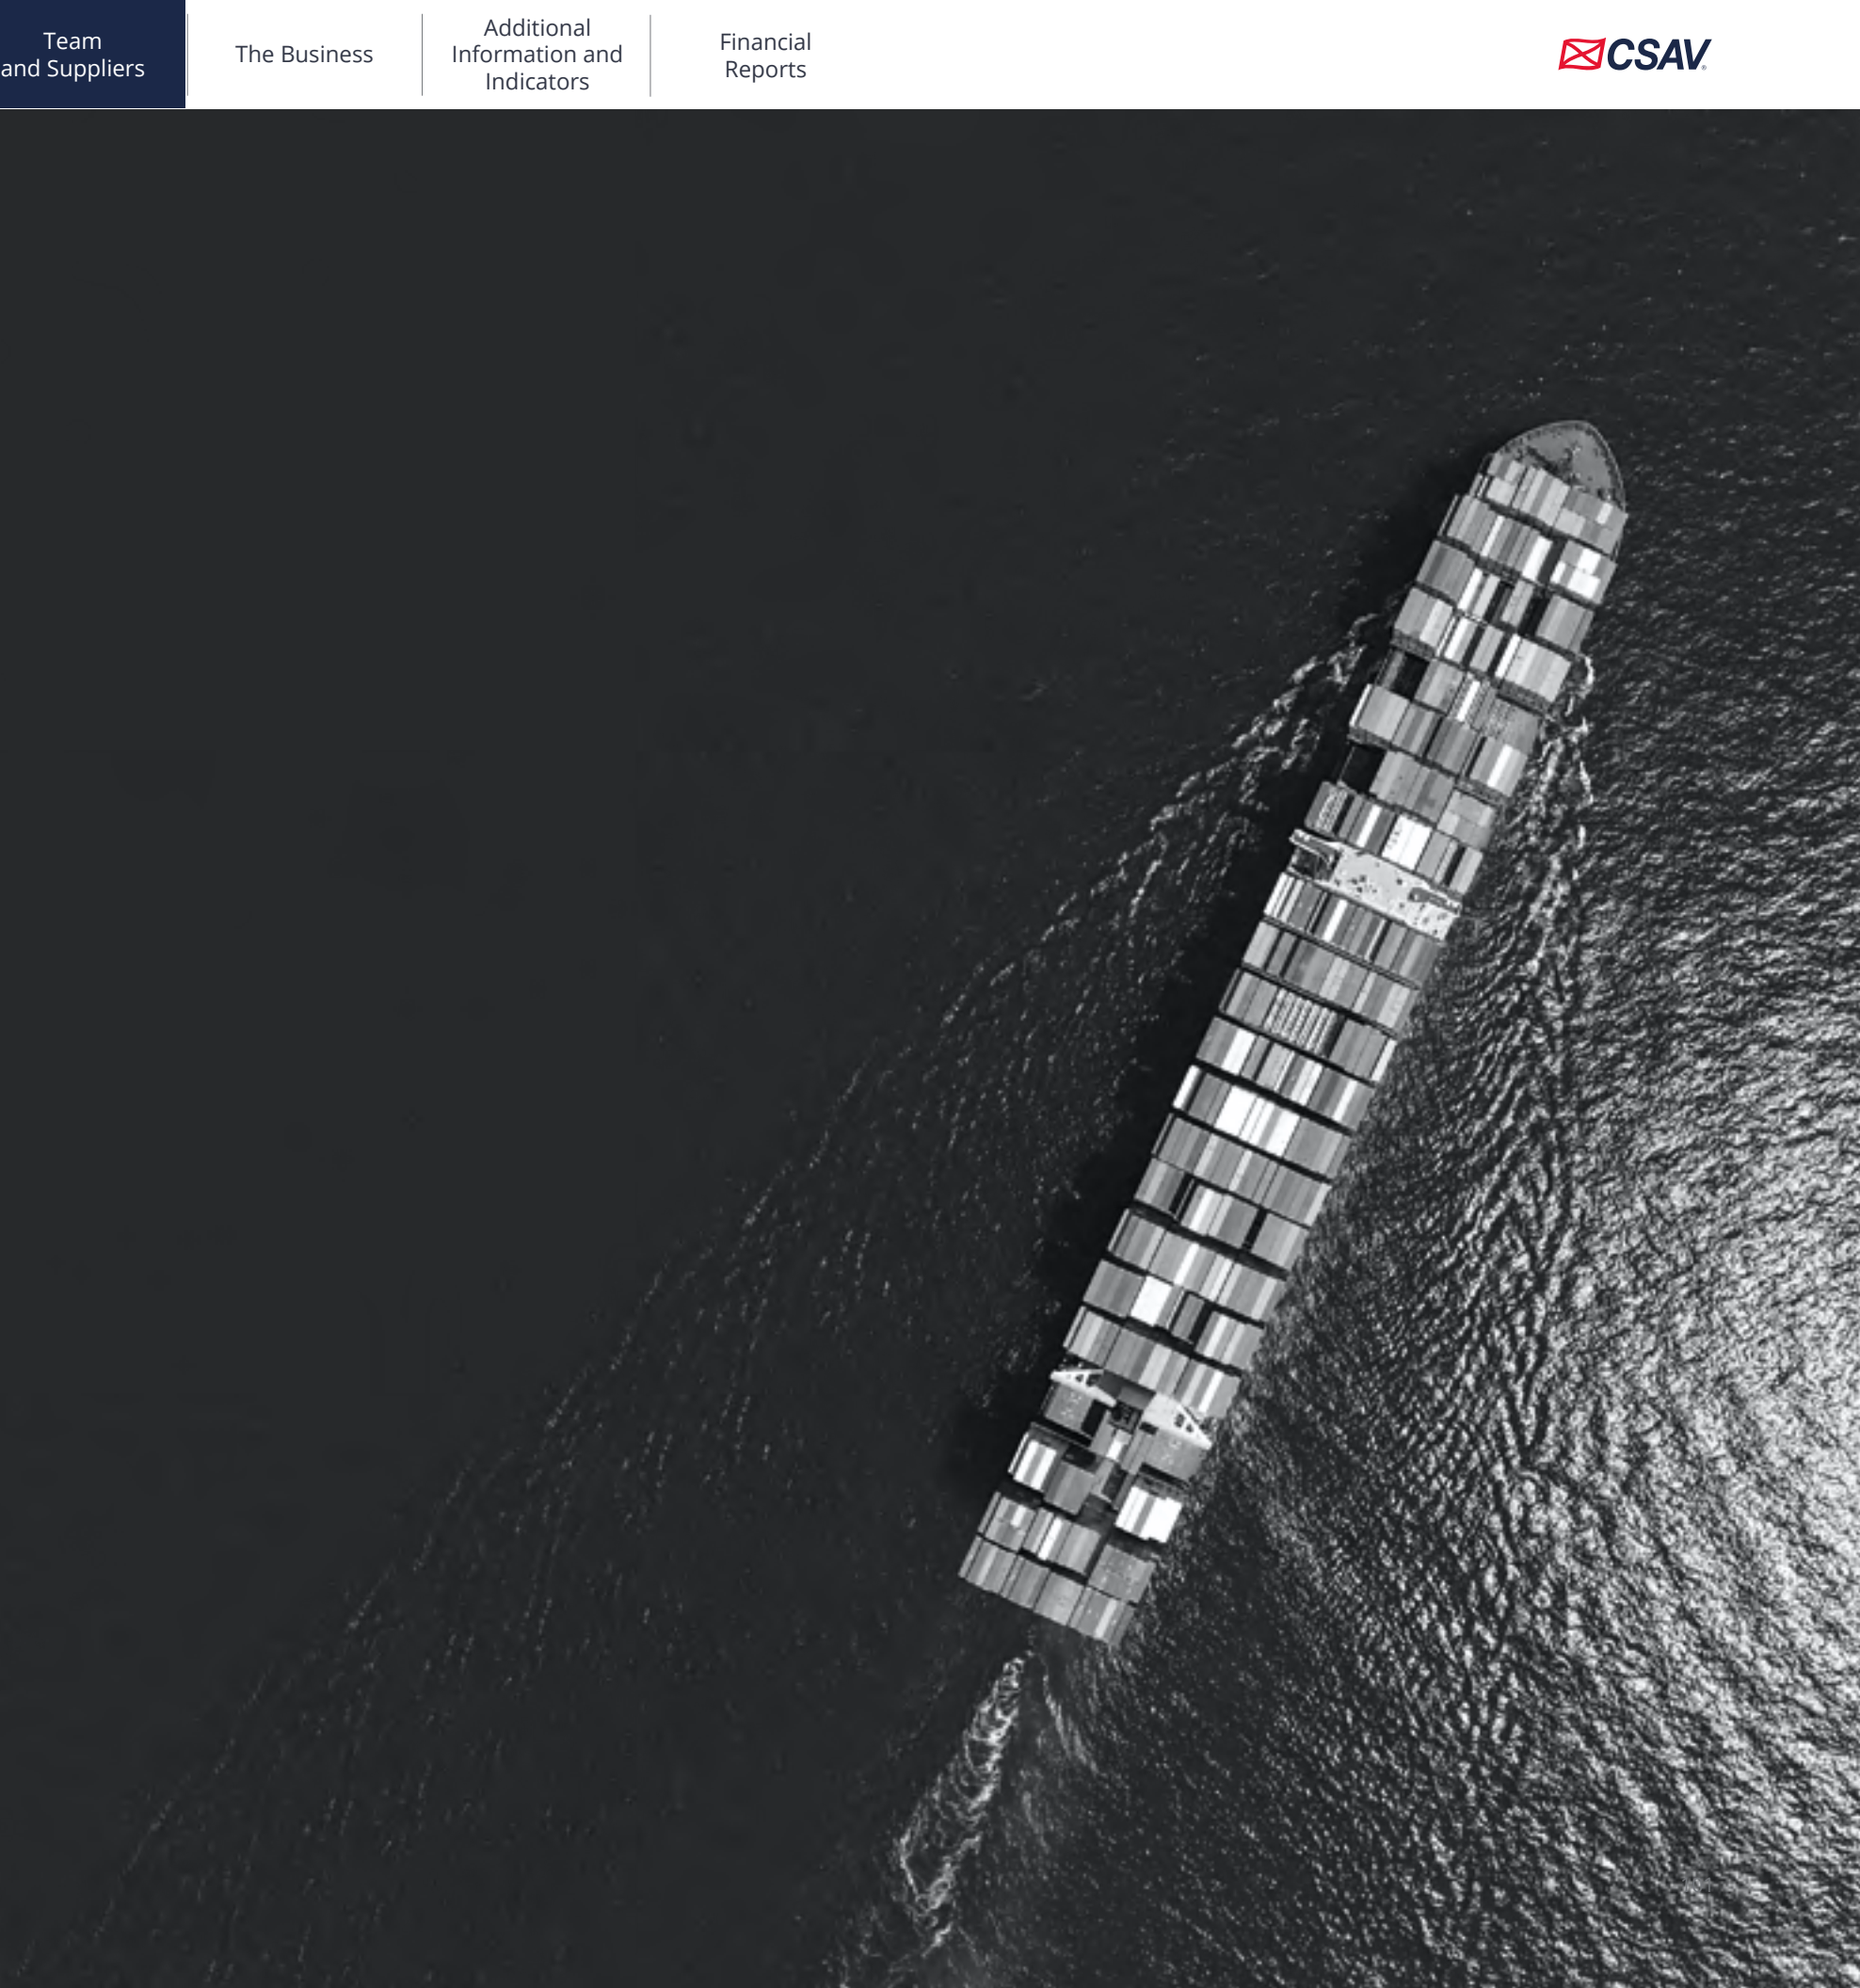 Team
and Suppliers
The Business
Additional
Information and
Indicators
Financial
Reports
CSAV